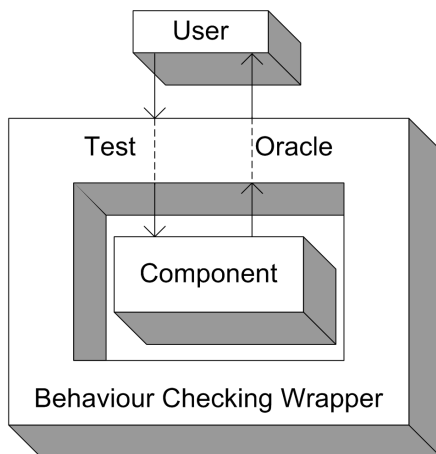 User
Test
Oracle
Component
Behaviour Checking Wrapper